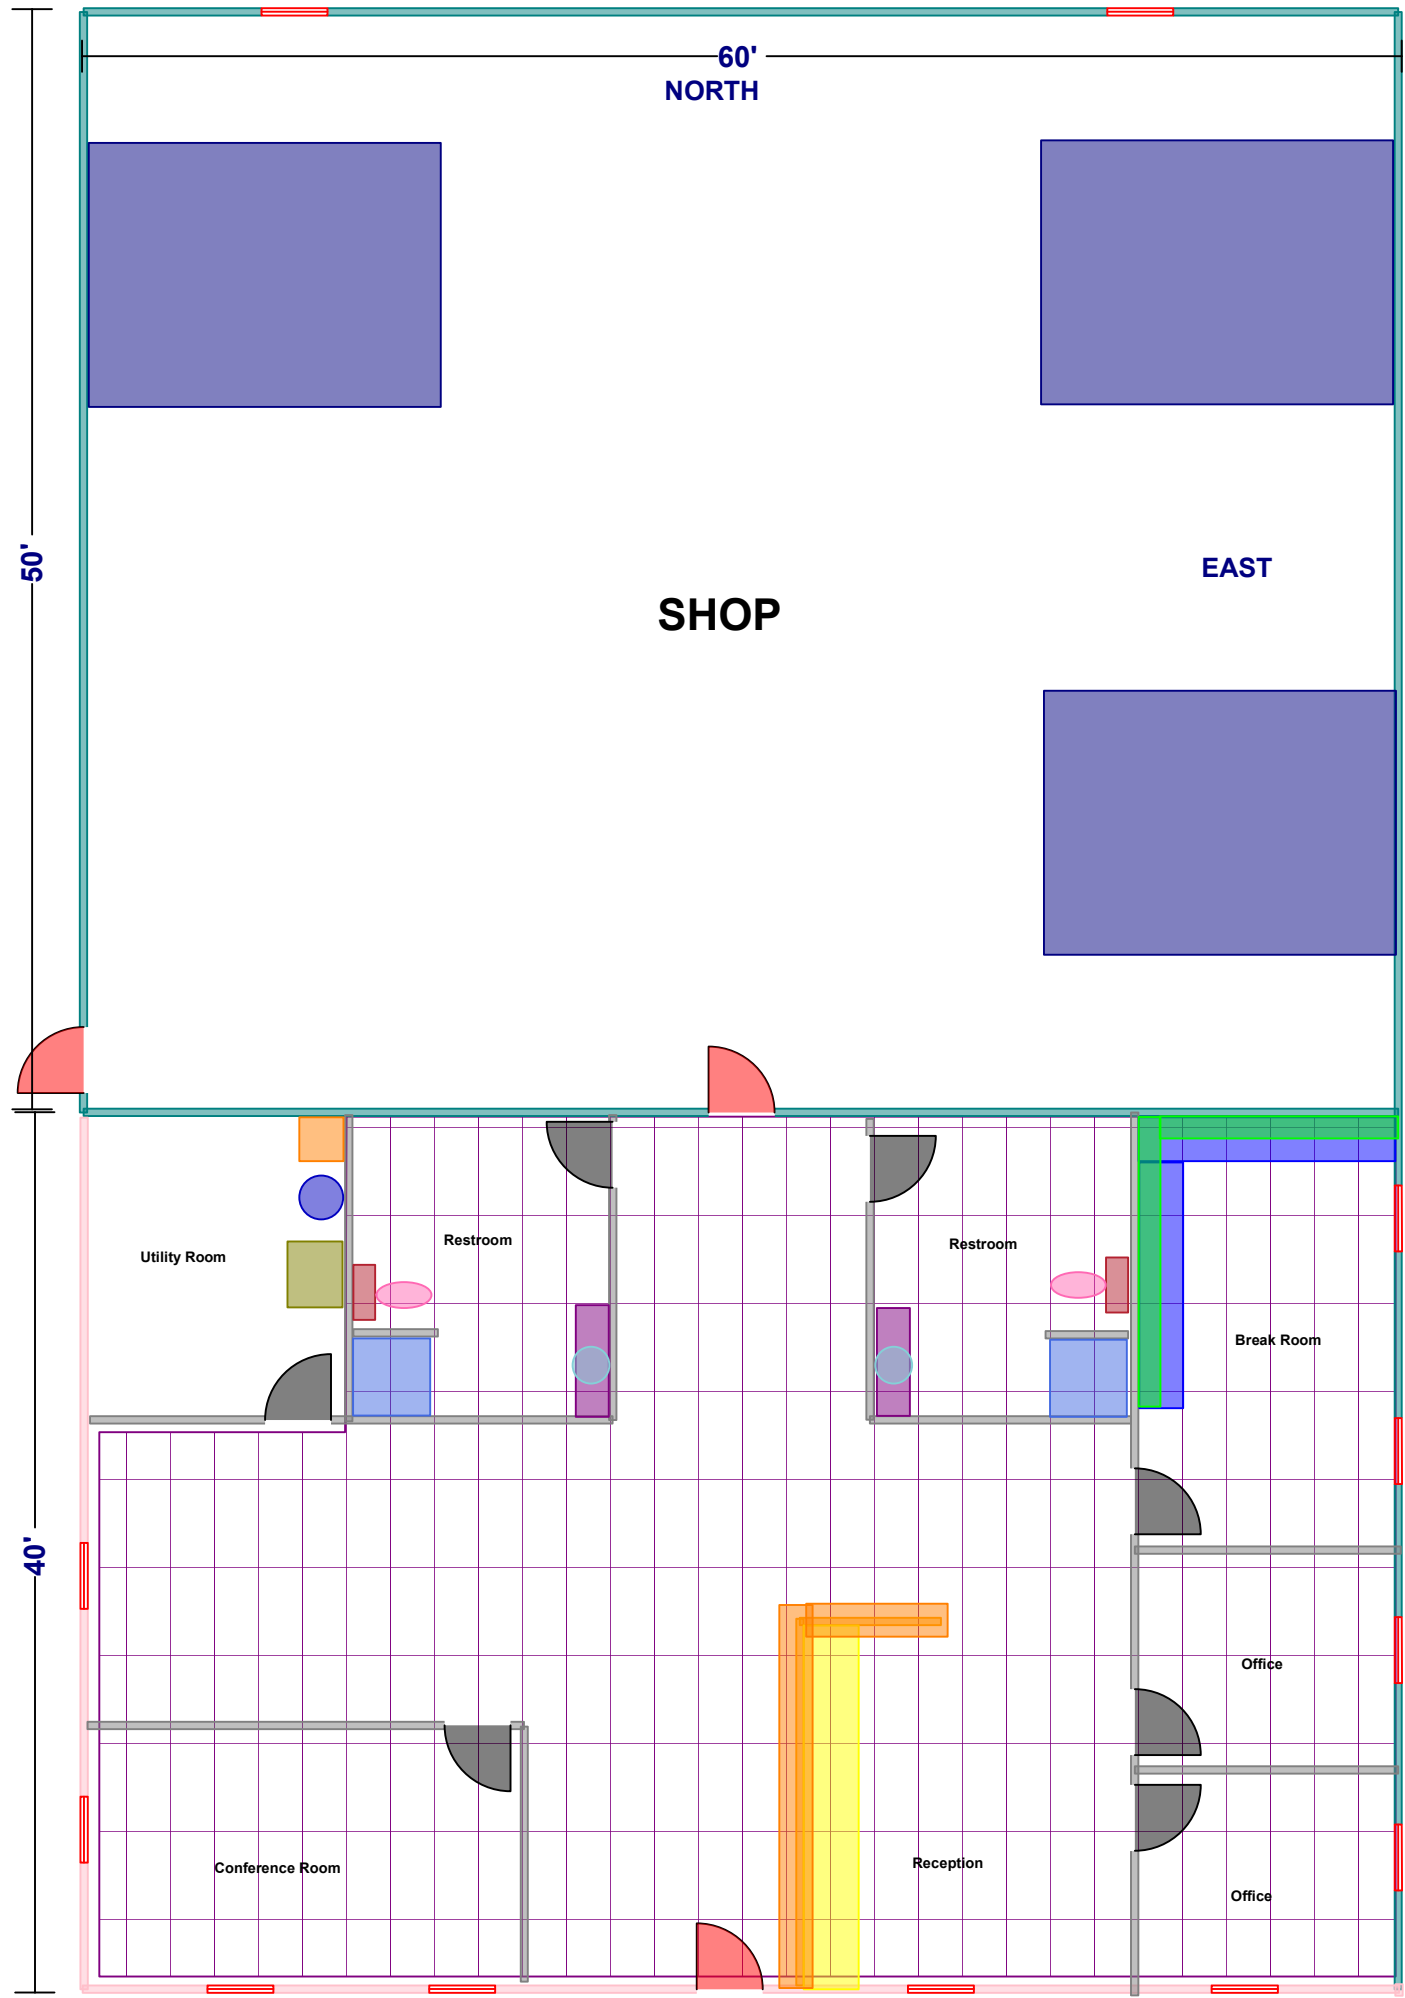 60'
NORTH
50'
EAST
SHOP
Restroom
Restroom
Utility Room
Break Room
40'
Office
Reception
Conference Room
Office